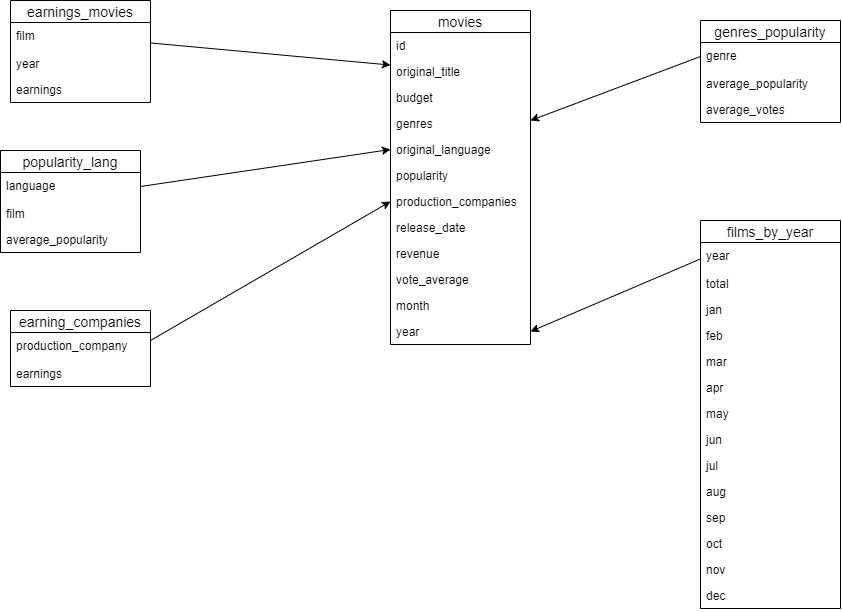 earnings_movies
film
year
earnings
popularity_lang
language
film
average_popularity
earning_companies
production_company
earnings
movies
id
original_title
budget
genres
original_language
popularity
production_companies
release_date
revenue
vote_average
month
year
genres_popularity
genre
average_popularity
average_votes
films_by_year
year
total
jan
feb
mar
apr
may
jun
jul
aug
sep
oct
nov
dec